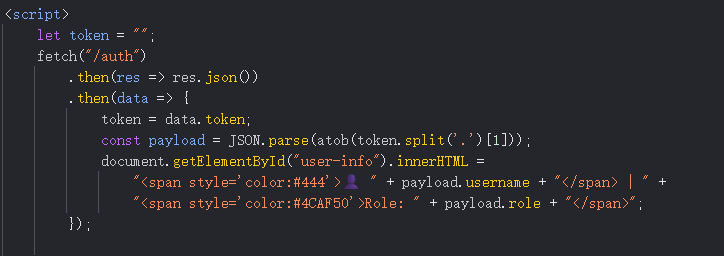 <script>
let token = "";
fetch("/auth")
.then(res => res.json())
.then(data => {
token = data.token;
const payload = JSON.parse(atob(token.split('.')[1]));
document.getElementById("user-info").innerHTML =
"<span style='color:#444'>👤 " + payload.username + "</span> | " +
"<span style='color:#4CAF50'>Role: " + payload.role + "</span>";
});